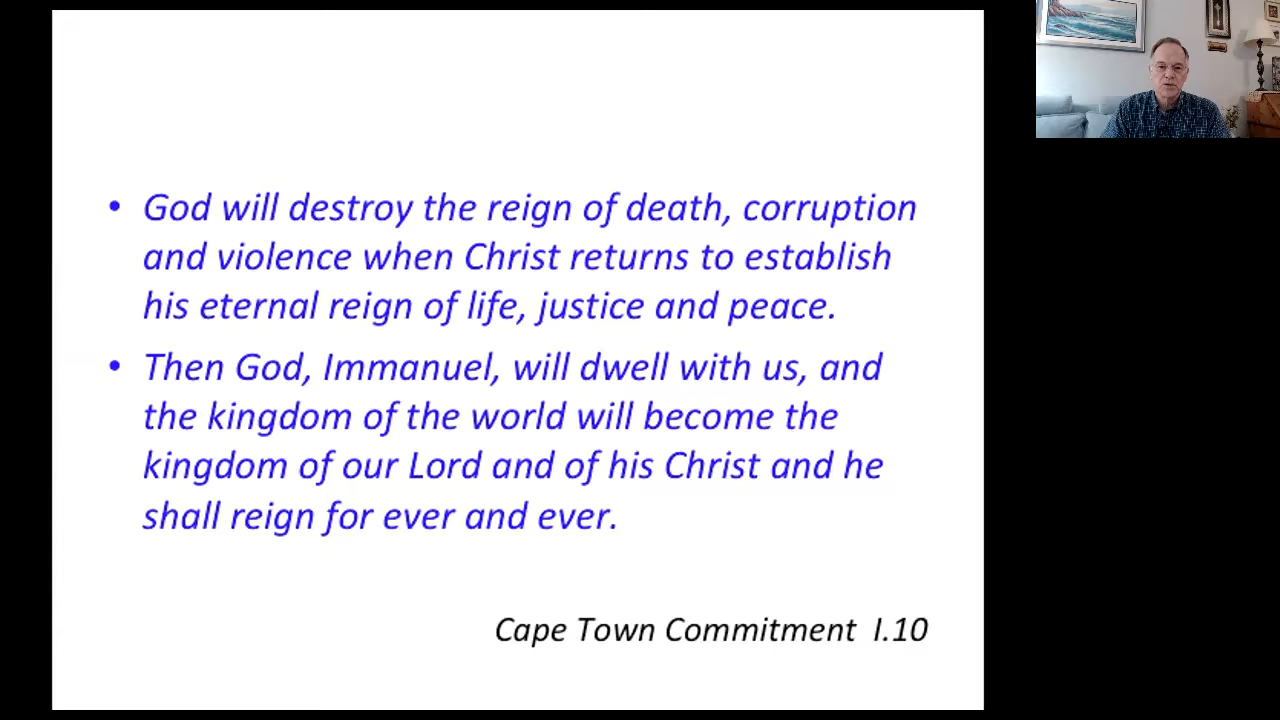 • God will destroy the reign of death, corruption
and violence when Christ returns to establish
his eternal reign of life, justice and peace.
• Then God, Immanuel, will dwell with us, and
the kingdom of the world will become the
kingdom of our Lord and of his Christ and he
shall reign for ever and ever.
Cape Town Commitment I.10